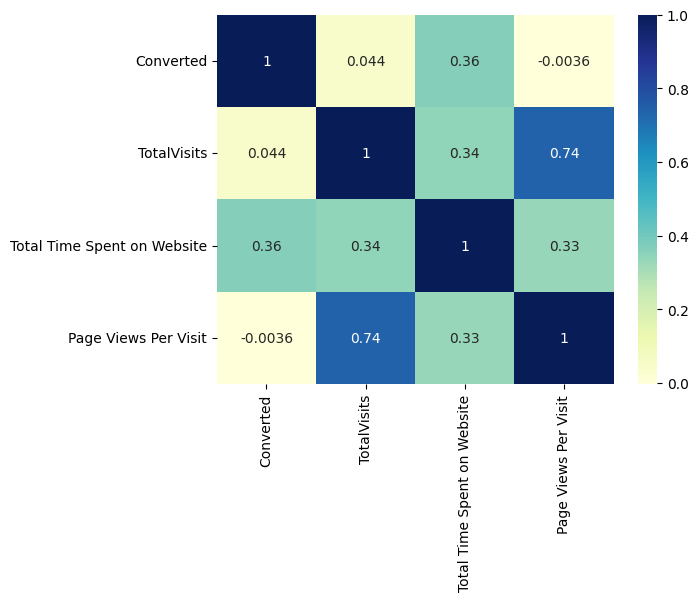 Converted 1 0.044 0.36 -0.0036
TotalVisits 0.044 1 0.34 0.74
Total Time Spent on Website 0.36 0.34 1 0.33
Page Views Per Visit -0.0036 0.74 0.33 1
Converted
TotalVisits
Total Time Spent on Website
Page Views Per Visit
1.0
0.8
0.6
0.4
0.2
0.0